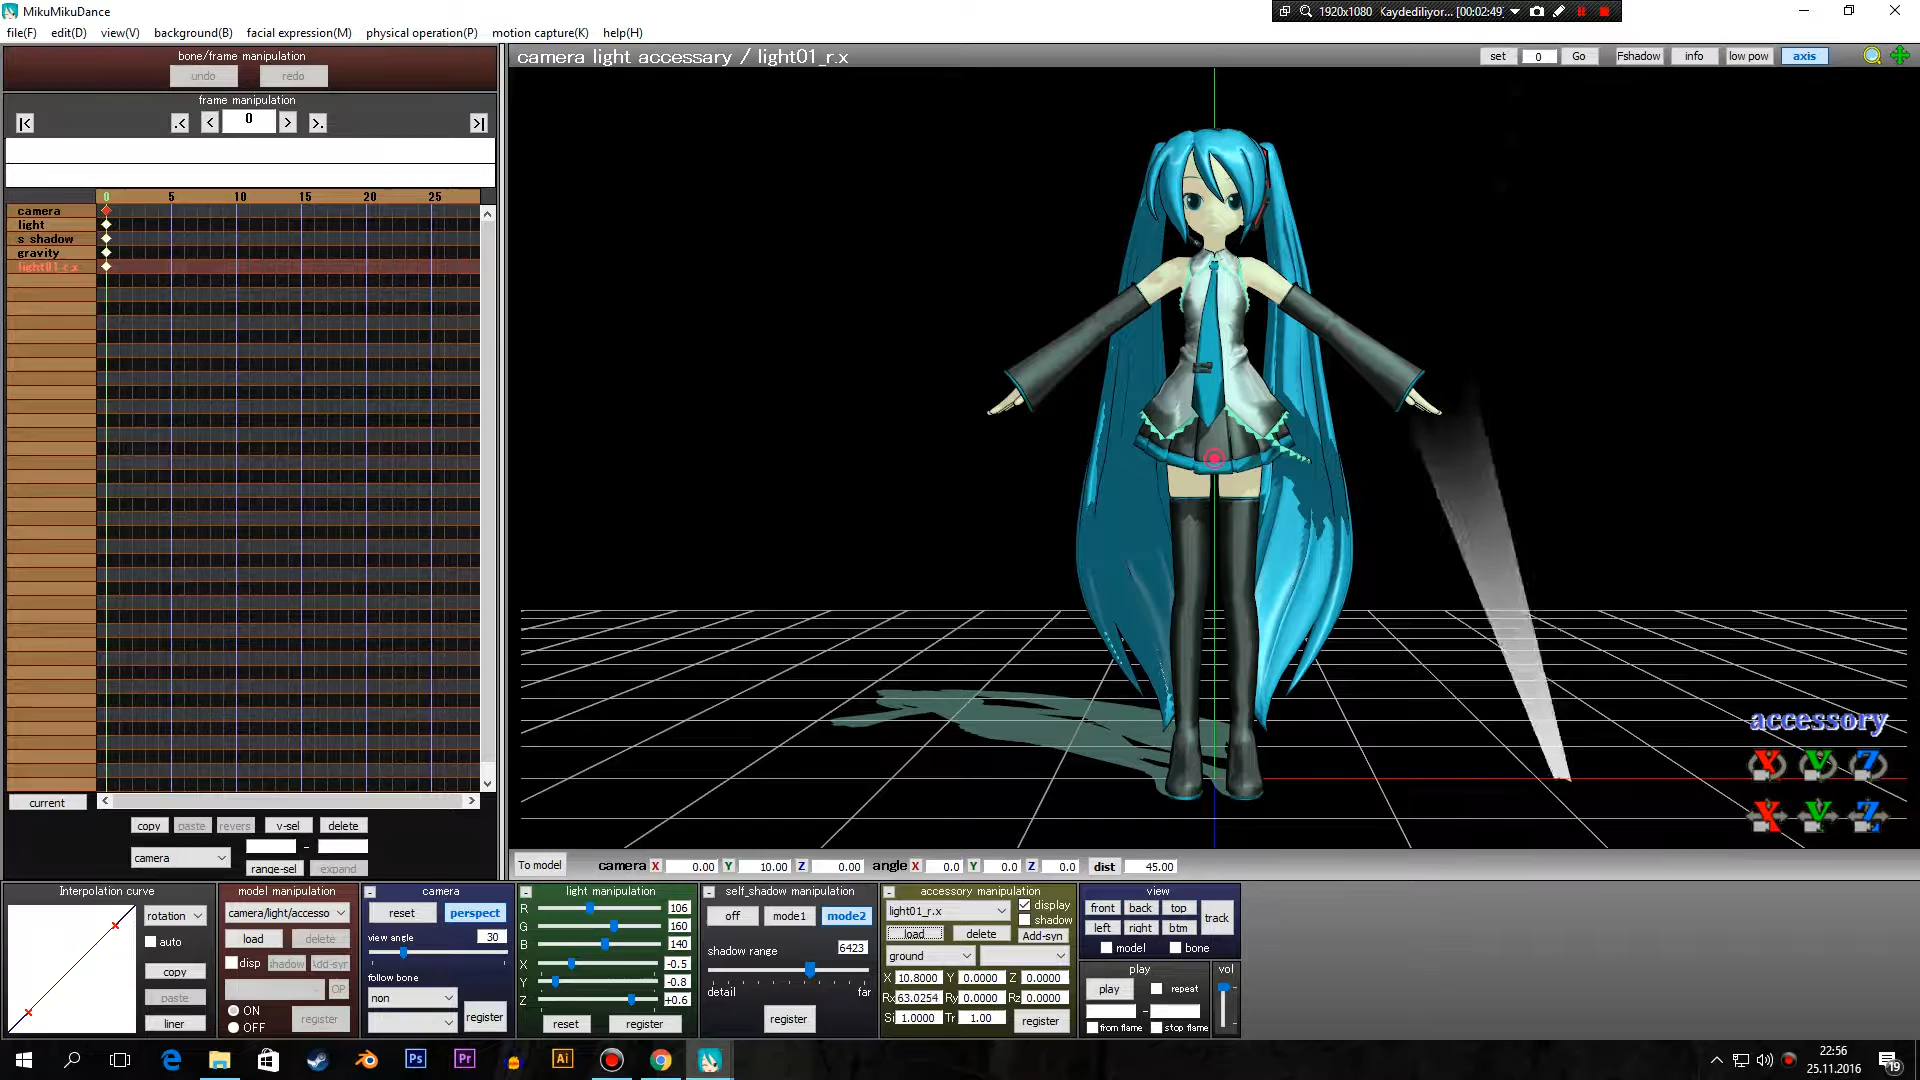 MikuMikuDance
1920x1080 Kaydediliyor... [00:02:49]
file(F) edit(D) view(V) background(B) facial expression(M) physical operation(P) motion capture(K) help(H)
bone/frame manipulation
undo redo
camera light accessary / light01_r.x
set 0 Go Fshadow info low pow axis
frame manipulation
|< .< < 0 > >. >|
0 5 10 15 20 25
camera
light
s shadow
gravity
light01_r.x
accessory
X Y Z
X Y Z
current
copy paste revers v-sel delete
camera -
range-sel expand
To model camera X 0.00 Y 10.00 Z 0.00 angle X 0.0 Y 0.0 Z 0.0 dist 45.00
Interpolation curve
rotation
auto
copy
paste
liner
model manipulation
camera/light/accesso
load delete
disp shadow Add-syn
OP
ON
OFF
register
- camera
reset perspect
view angle 30
follow bone
non
register
- light manipulation
R 106
G 160
B 140
X -0.5
Y -0.8
Z +0.6
reset register
- self_shadow manipulation
off mode1 mode2
shadow range 6423
detail far
register
- accessory manipulation
light01_r.x display
shadow
load delete Add-syn
ground
X 10.8000 Y 0.0000 Z 0.0000
Rx 63.0254 Ry 0.0000 Rz 0.0000
Si 1.0000 Tr 1.00 register
view
front back top
left right btm
track
model bone
play
play repeat
-
from flame stop flame
vol
Ps Pr Ai
22:56
25.11.2016
19